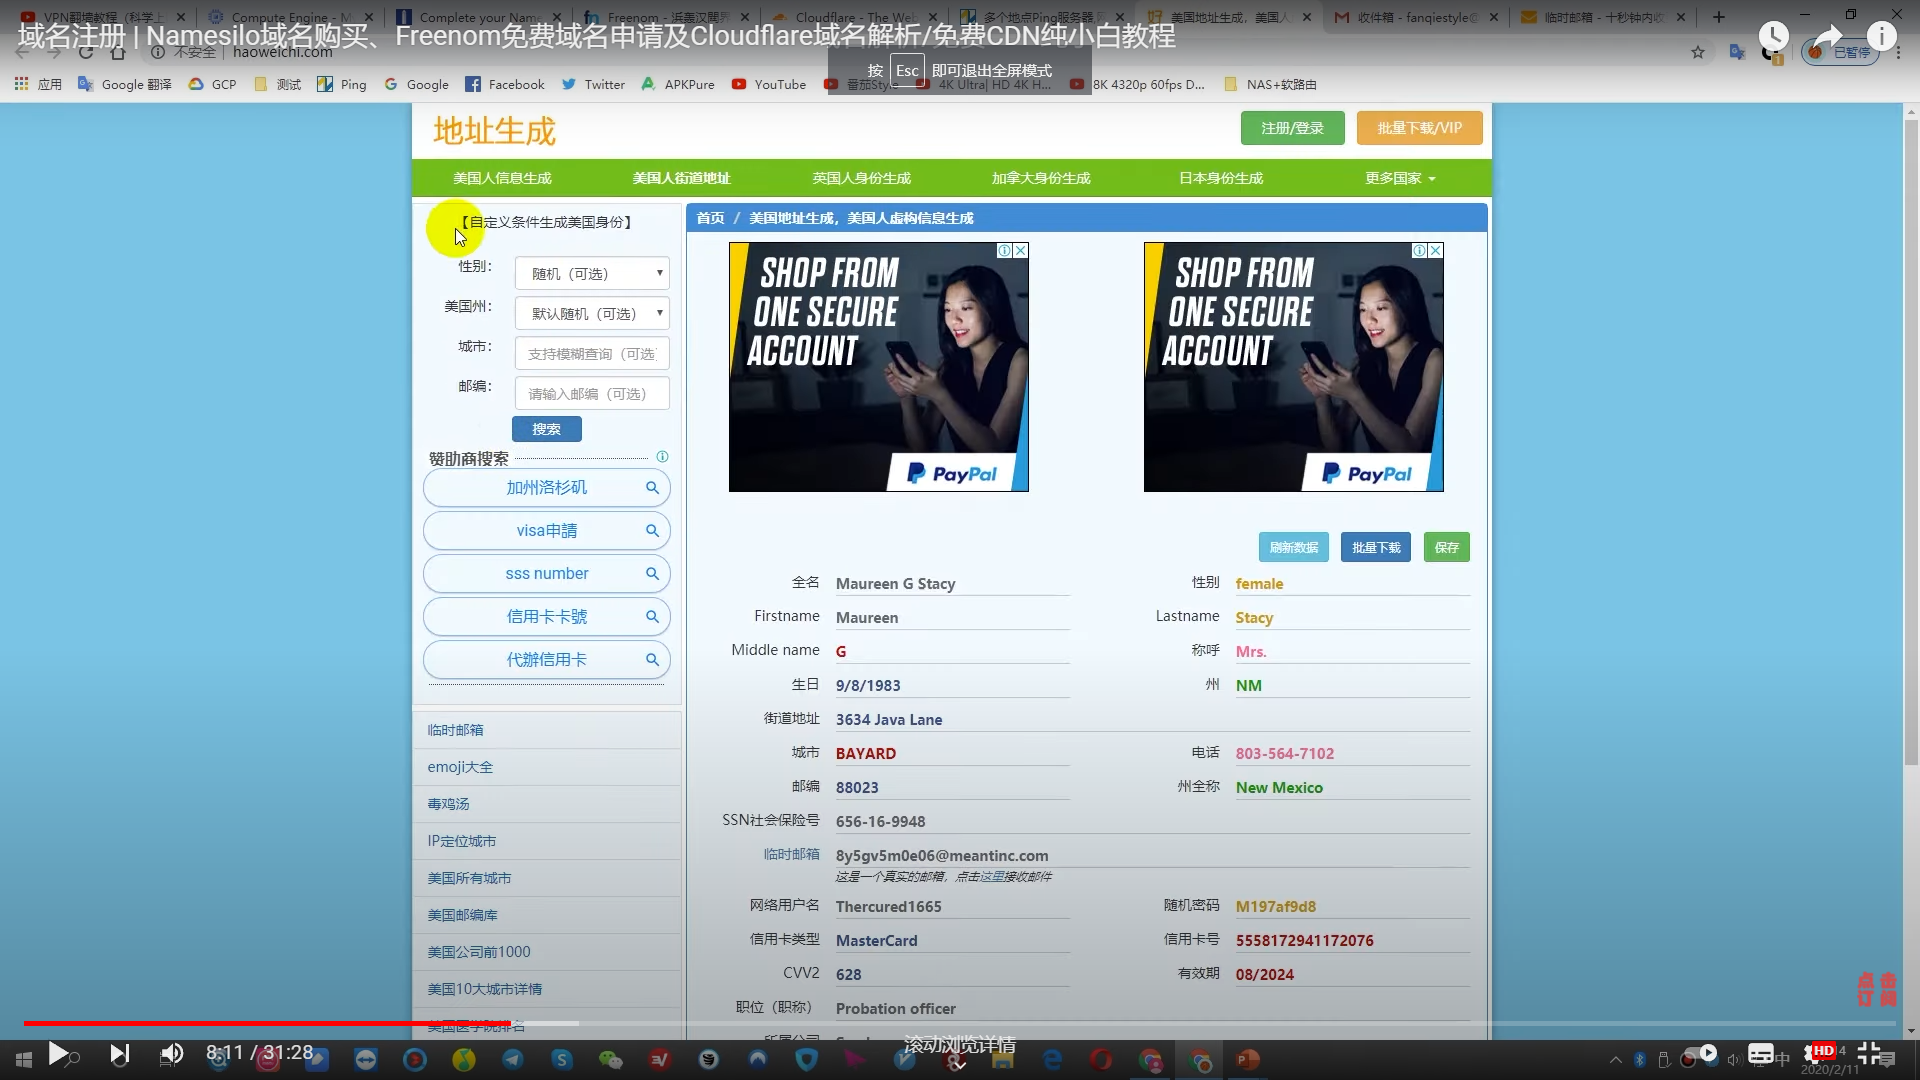 VPN翻墙教程（科学上
Compute Engine - M
Complete your Name
Freenom - 
Cloudflare - The Web
多个地点Ping服务器,
美国地址生成，美国人
收件箱 - fanqiestyle@
临时邮箱 - 十秒钟内收
域名注册 | Namesilo域名购买、Freenom免费域名申请及Cloudflare域名解析/免费CDN纯小白教程
不安全 | haoweichi.com
已暂停
按 Esc 即可退出全屏模式
应用 Google 翻译 GCP 测试 Ping Google Facebook Twitter APKPure YouTube 番茄Style 4K Ultra| HD 4K H... 8K 4320p 60fps D... NAS+软路由
地址生成
注册/登录 批量下载/VIP
美国人信息生成 美国人街道地址 英国人身份生成 加拿大身份生成 日本身份生成 更多国家
【自定义条件生成美国身份】
性别： 随机（可选）
美国州： 默认随机（可选）
城市： 支持模糊查询（可选
邮编： 请输入邮编（可选）
搜索
赞助商搜索
加州洛杉矶
visa申請
sss number
信用卡卡號
代辦信用卡
临时邮箱
emoji大全
毒鸡汤
IP定位城市
美国所有城市
美国邮编库
美国公司前1000
美国10大城市详情
美国医学院排名
首页 / 美国地址生成，美国人虚构信息生成
SHOP FROM
ONE SECURE
ACCOUNT
PayPal
SHOP FROM
ONE SECURE
ACCOUNT
PayPal
刷新数据 批量下载 保存
全名 Maureen G Stacy 性别 female
Firstname Maureen Lastname Stacy
Middle name G 称呼 Mrs.
生日 9/8/1983 州 NM
街道地址 3634 Java Lane
城市 BAYARD 电话 803-564-7102
邮编 88023 州全称 New Mexico
SSN社会保险号 656-16-9948
临时邮箱 8y5gv5m0e06@meantinc.com
这是一个真实的邮箱，点击这里接收邮件
网络用户名 Thercured1665 随机密码 M197af9d8
信用卡类型 MasterCard 信用卡号 5558172941172076
CVV2 628 有效期 08/2024
职位（职称） Probation officer
所属公司
点击
订阅
8:11 / 31:28
滚动浏览详情
中
HD
2020/2/11